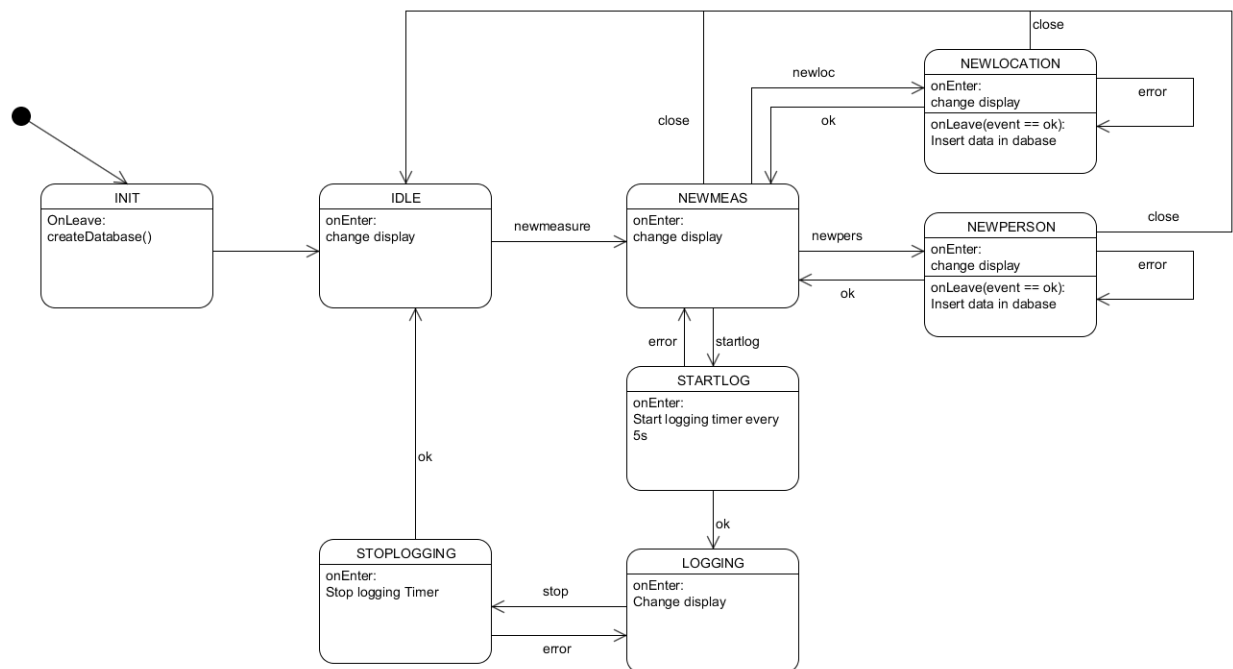 close
close
NEWLOCATION
onEnter:
change display
onLeave(event == ok):
Insert data in dabase
newloc
ok
error
INIT
OnLeave:
createDatabase()
IDLE
onEnter:
change display
newmeasure
NEWMEAS
onEnter:
change display
newpers
ok
NEWPERSON
onEnter:
change display
onLeave(event == ok):
Insert data in dabase
close
error
error
startlog
STARTLOG
onEnter:
Start logging timer every
5s
ok
ok
STOPLOGGING
onEnter:
Stop logging Timer
stop
error
LOGGING
onEnter:
Change display